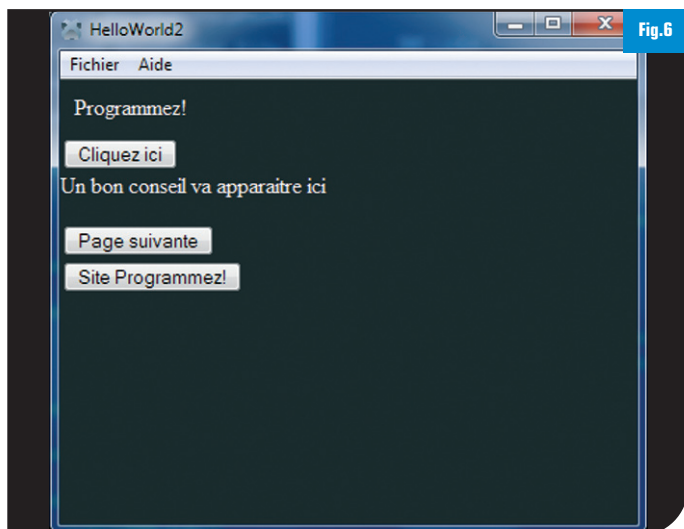 HelloWorld2
Fig.6
Fichier Aide
Programmez!
Cliquez ici
Un bon conseil va apparaitre ici
Page suivante
Site Programmez!